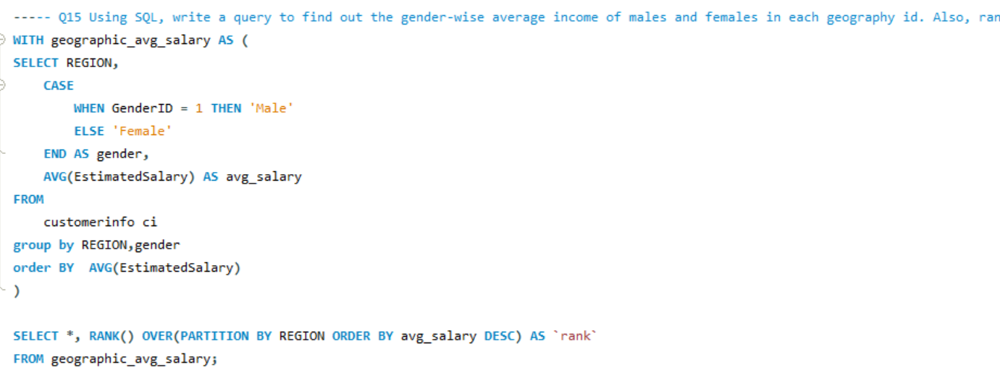 ----- Q15 Using SQL, write a query to find out the gender-wise average income of males and females in each geography id. Also, ran
WITH geographic_avg_salary AS (
SELECT REGION,
CASE
WHEN GenderID = 1 THEN 'Male'
ELSE 'Female'
END AS gender,
AVG(EstimatedSalary) AS avg_salary
FROM
customerinfo ci
group by REGION,gender
order BY  AVG(EstimatedSalary)
)
SELECT *, RANK() OVER(PARTITION BY REGION ORDER BY avg_salary DESC) AS `rank`
FROM geographic_avg_salary;